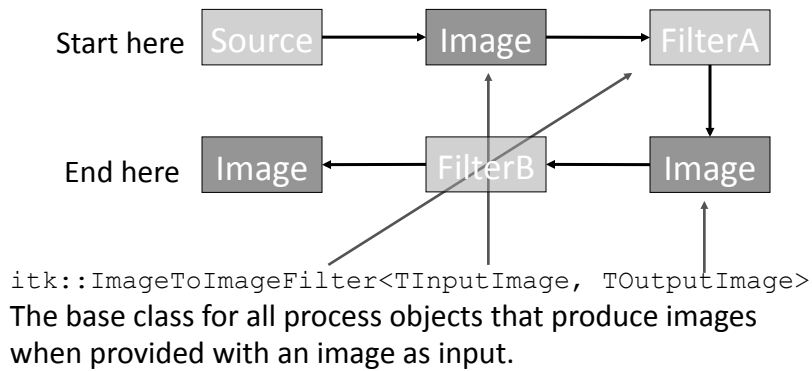 Start here Source Image FilterA
End here Image FilterB Image
itk::ImageToImageFilter<TInputImage, TOutputImage>
The base class for all process objects that produce images
when provided with an image as input.